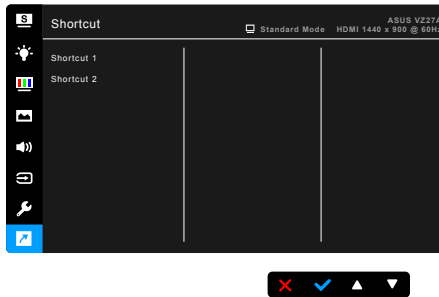 S
Shortcut
ASUS VZ27A
Standard Mode HDMI 1440 x 900 @ 60Hz
Shortcut 1
Shortcut 2